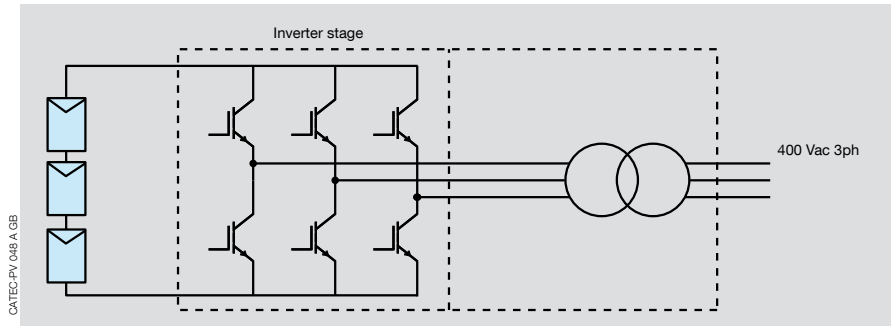 Inverter stage
400 Vac 3ph
CATEC-PV 048 A GB